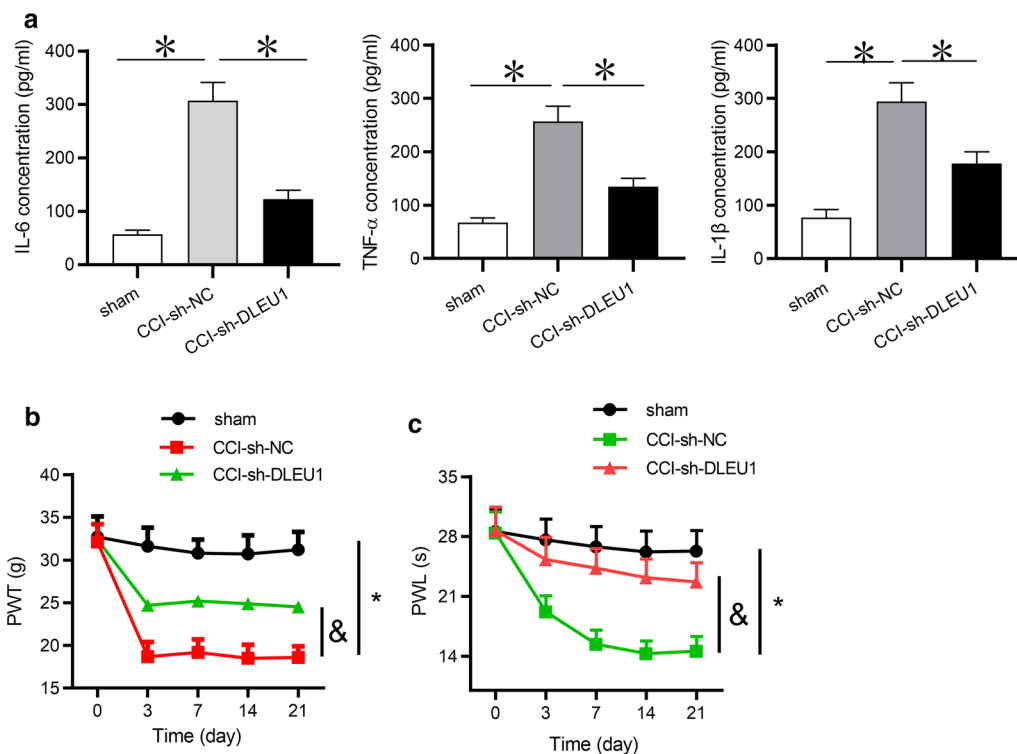 a
IL-6 concentration (pg/ml)
400
300
200
100
0
* *
sham
CCI-sh-NC
CCI-sh-DLEU1
TNF-α concentration (pg/ml)
400
300
200
100
0
* *
sham
CCI-sh-NC
CCI-sh-DLEU1
IL-1β concentration (pg/ml)
400
300
200
100
0
* *
sham
CCI-sh-NC
CCI-sh-DLEU1
b
sham
CCI-sh-NC
CCI-sh-DLEU1
PWT (g)
40
35
30
25
20
15
& *
0 3 7 14 21
Time (day)
c
sham
CCI-sh-NC
CCI-sh-DLEU1
PWL (s)
35
28
21
14
& *
0 3 7 14 21
Time (day)